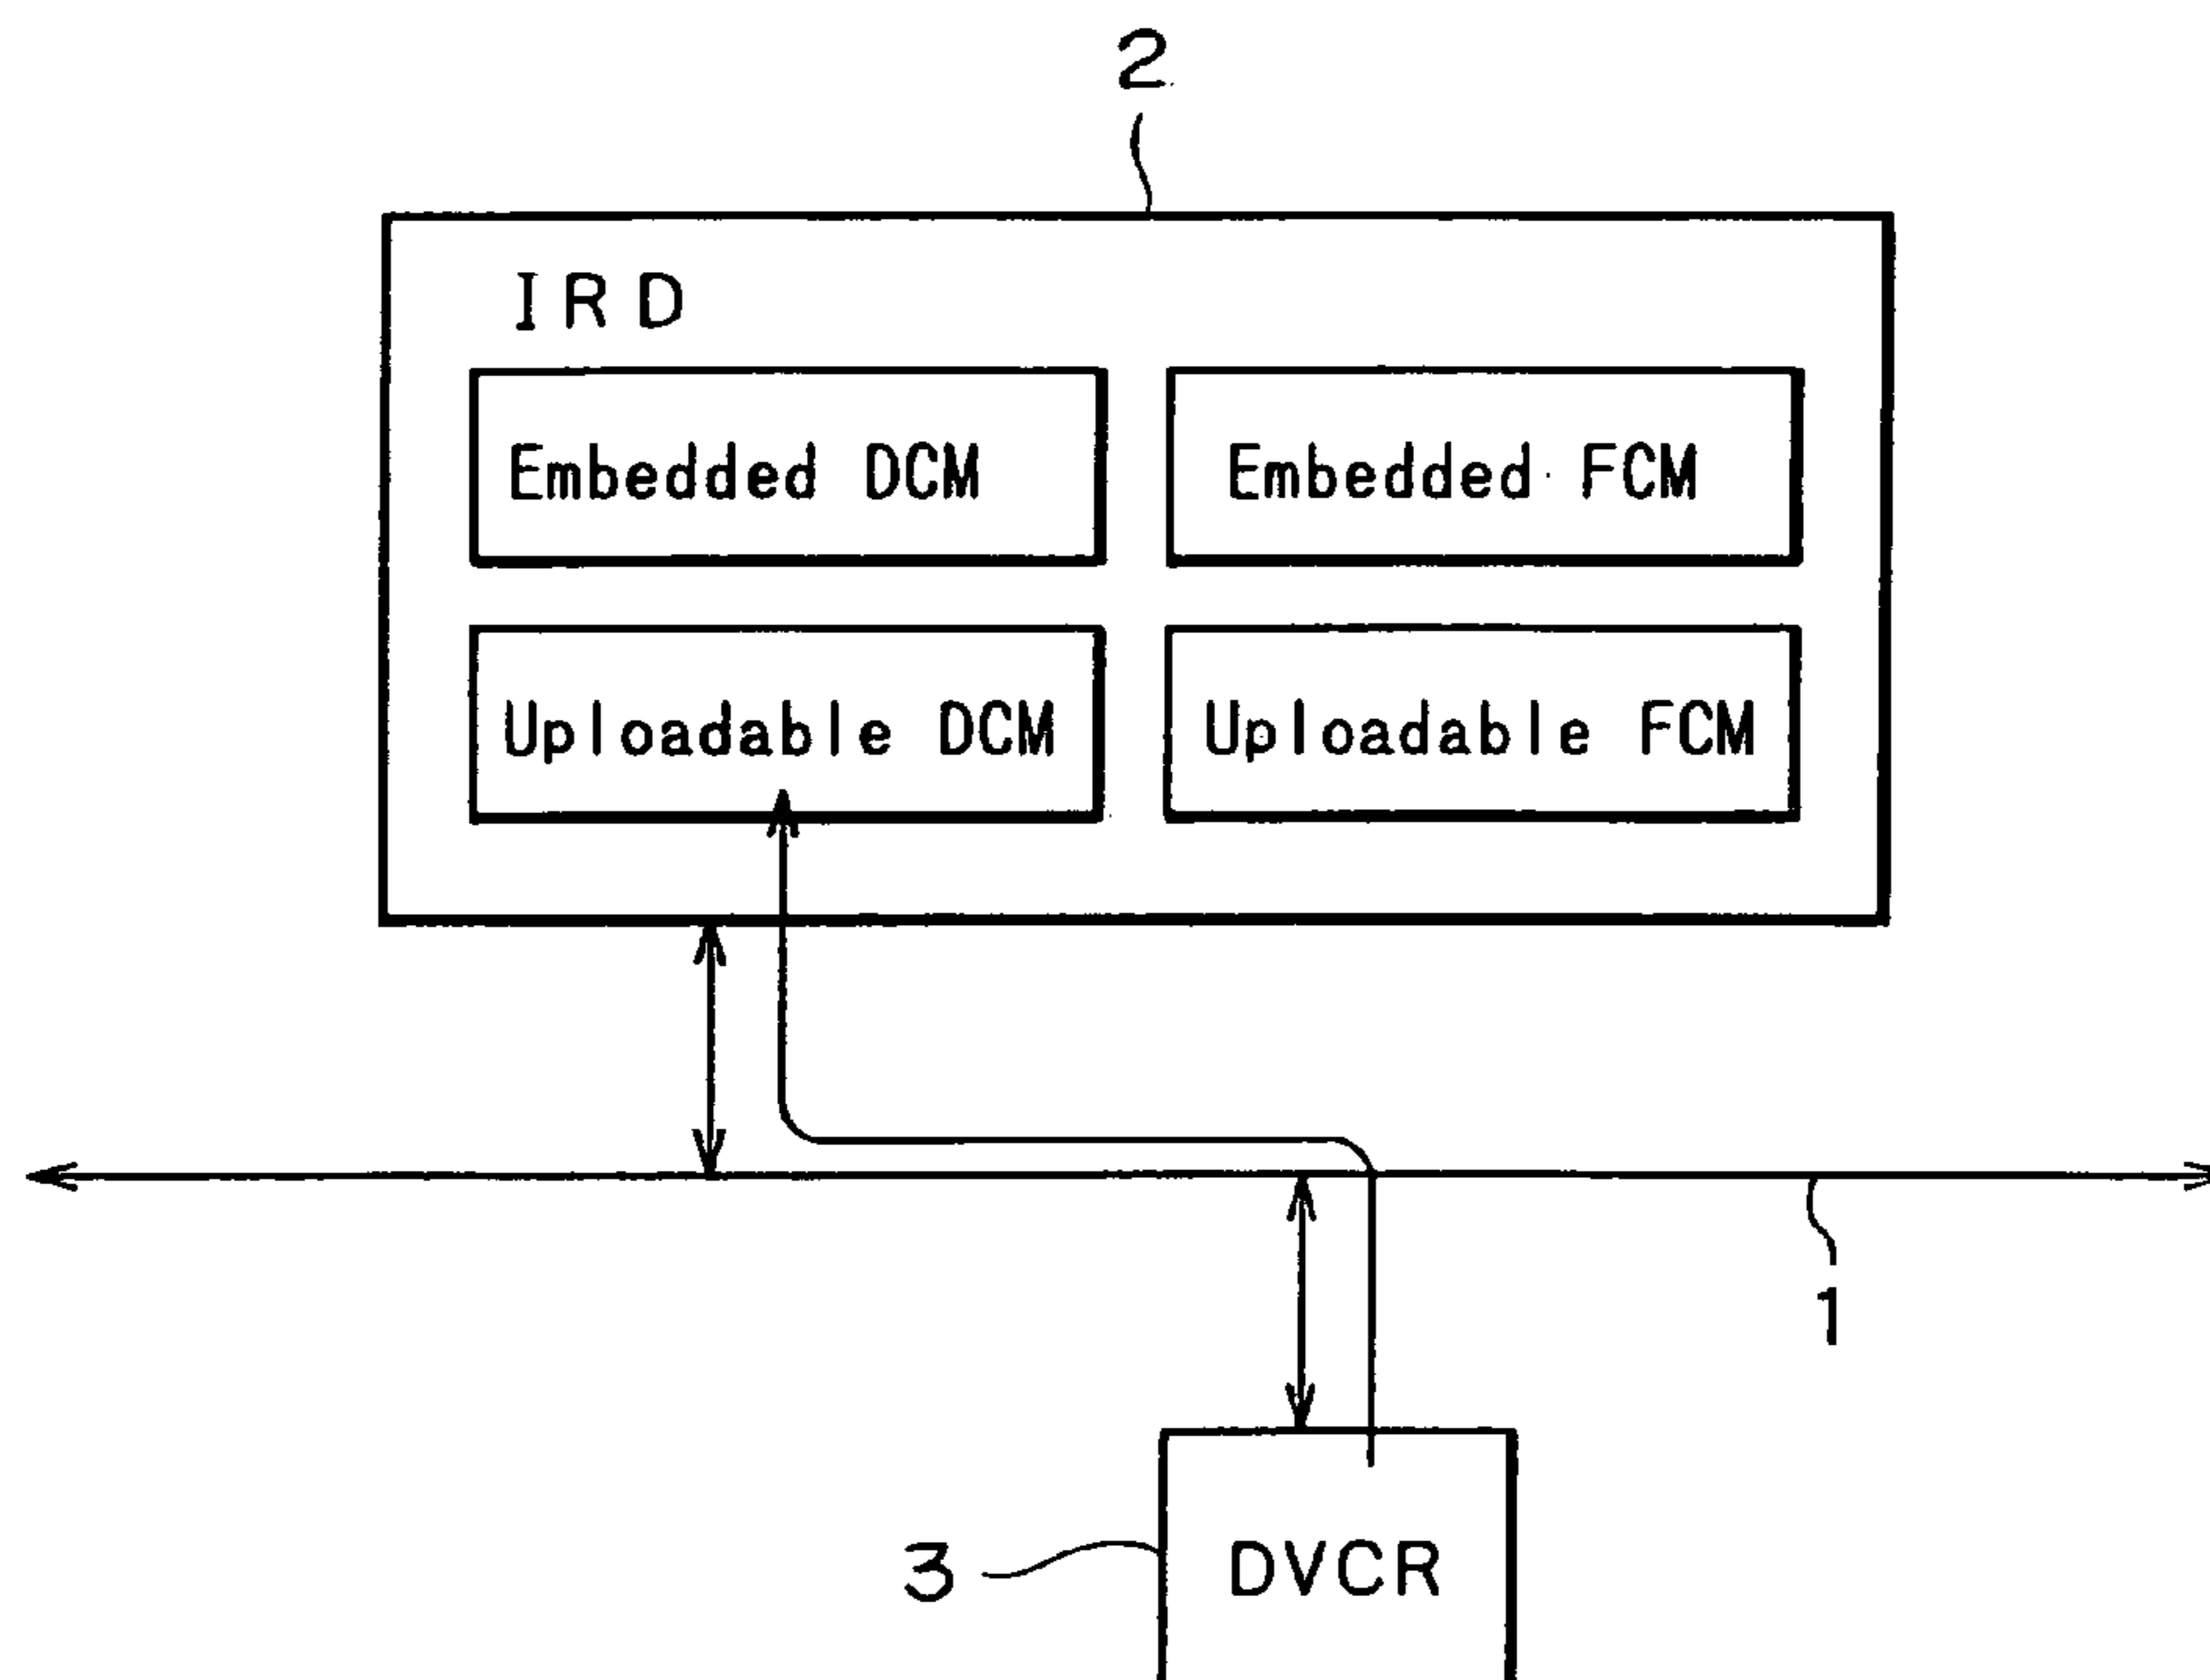 2
IRD
Embedded DCM
Embedded FCM
Uploadable DCM
Uploadable FCM
1
3
DVCR